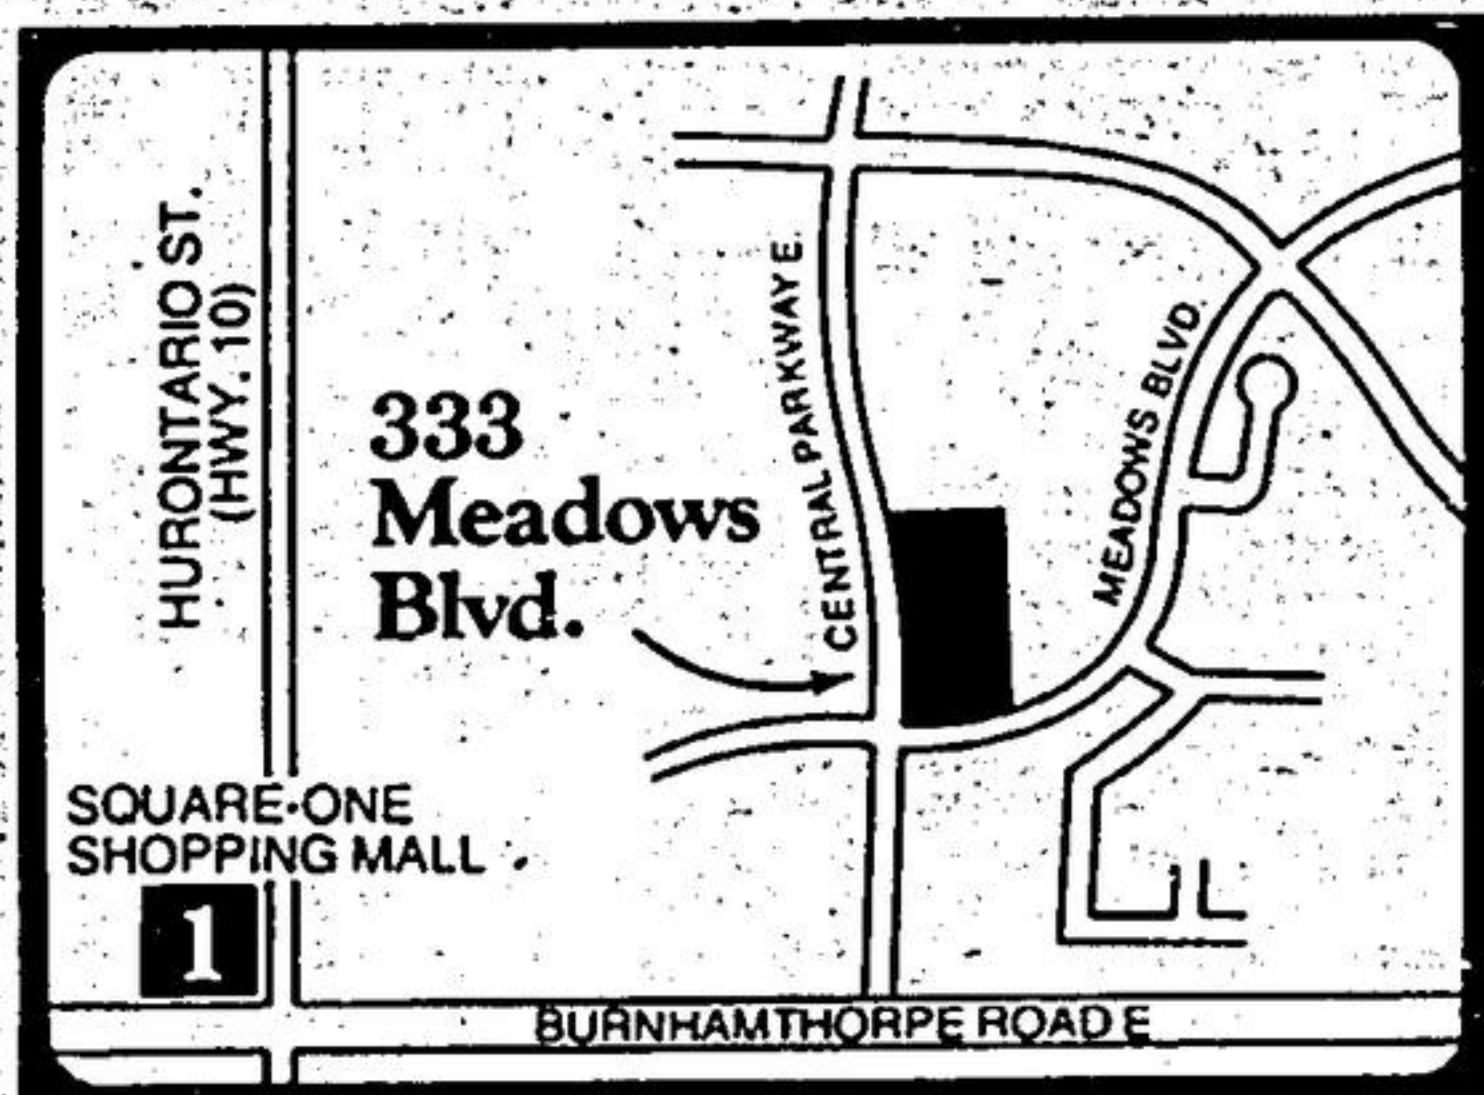 HURONTARIO ST.
(HWY. 10)
CENTRAL PARKWAY E.
MEADOWS BLVD.
333
Meadows
Blvd.
SQUARE-ONE
SHOPPING MALL
1
BURNHAMTHORPE ROAD E